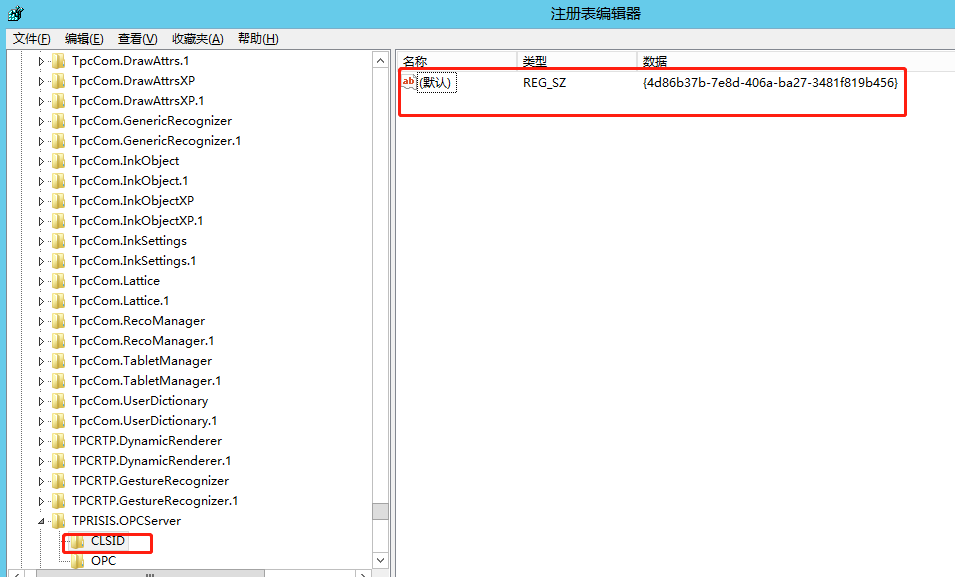 注册表编辑器
文件(F) 编辑(E) 查看(V) 收藏夹(A) 帮助(H)
TpcCom.DrawAttrs.1
TpcCom.DrawAttrsXP
TpcCom.DrawAttrsXP.1
TpcCom.GenericRecognizer
TpcCom.GenericRecognizer.1
TpcCom.InkObject
TpcCom.InkObject.1
TpcCom.InkObjectXP
TpcCom.InkObjectXP.1
TpcCom.InkSettings
TpcCom.InkSettings.1
TpcCom.Lattice
TpcCom.Lattice.1
TpcCom.RecoManager
TpcCom.RecoManager.1
TpcCom.TabletManager
TpcCom.TabletManager.1
TpcCom.UserDictionary
TpcCom.UserDictionary.1
TPCRTP.DynamicRenderer
TPCRTP.DynamicRenderer.1
TPCRTP.GestureRecognizer
TPCRTP.GestureRecognizer.1
TPRISIS.OPCServer
CLSID
OPC
名称 类型 数据
ab (默认) REG_SZ {4d86b37b-7e8d-406a-ba27-3481f819b456}